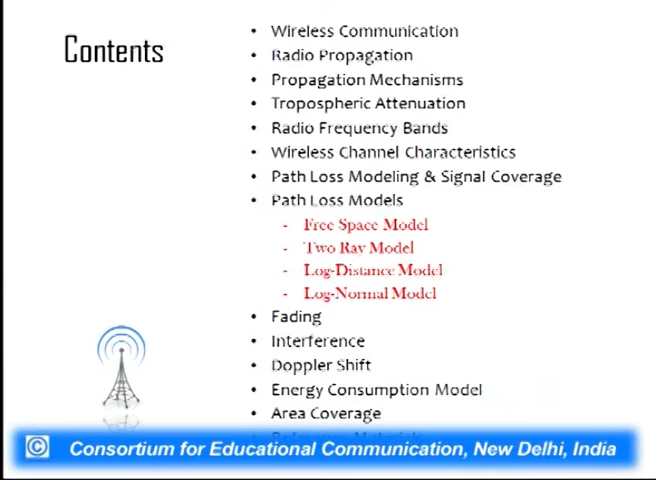 Contents
• Wireless Communication
• Radio Propagation
• Propagation Mechanisms
• Tropospheric Attenuation
• Radio Frequency Bands
• Wireless Channel Characteristics
• Path Loss Modeling & Signal Coverage
• Path Loss Models
- Free Space Model
- Two Ray Model
- Log-Distance Model
- Log-Normal Model
• Fading
• Interference
• Doppler Shift
• Energy Consumption Model
• Area Coverage
© Consortium for Educational Communication, New Delhi, India